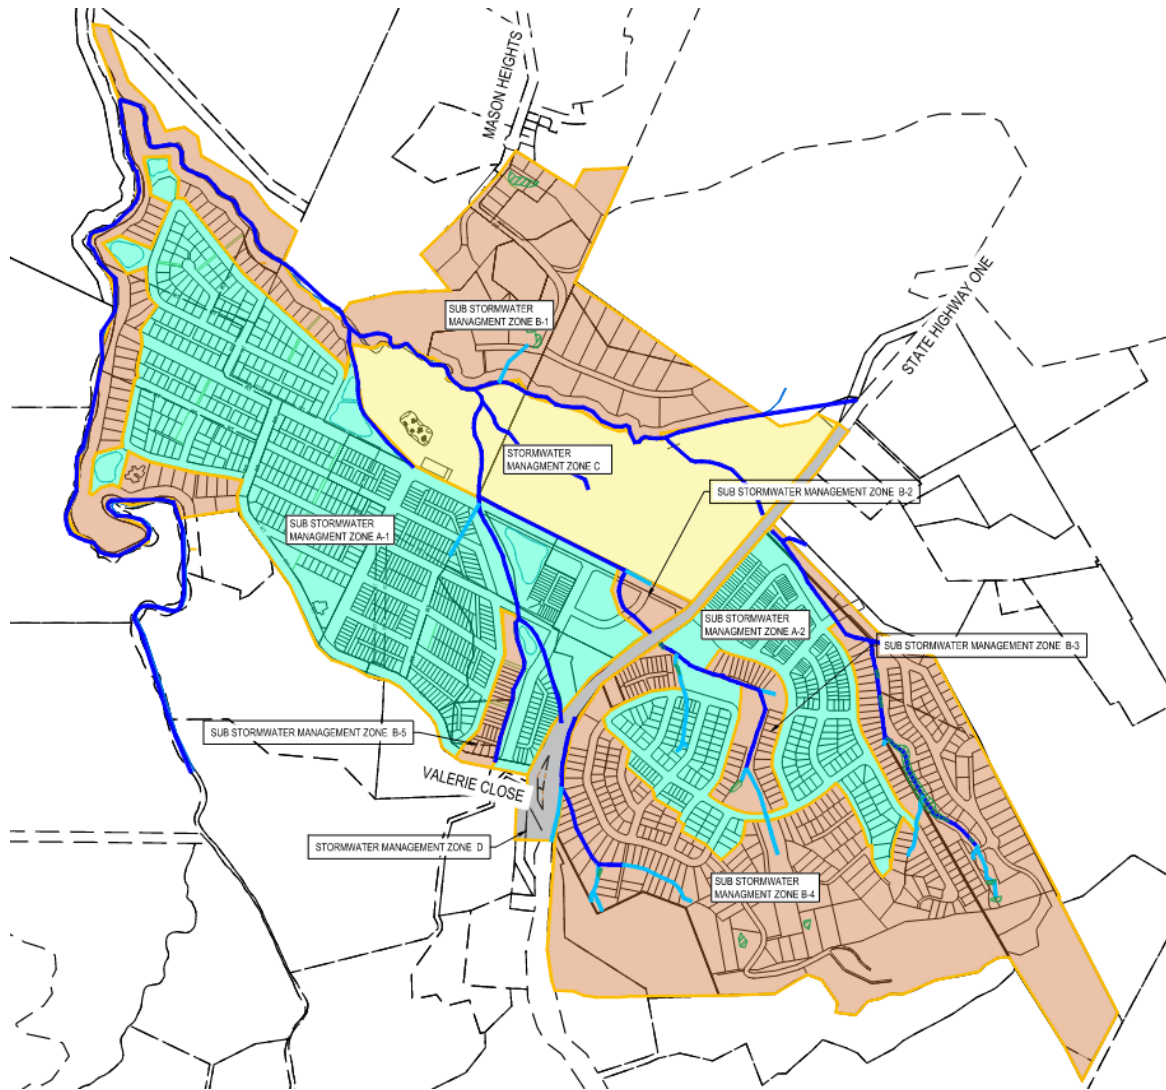 MASON HEIGHTS
STATE HIGHWAY ONE
SUB STORMWATER
MANAGMENT ZONE B-1
STORMWATER
MANAGMENT ZONE C
SUB STORMWATER MANAGEMENT ZONE B-2
SUB STORMWATER
MANAGMENT ZONE A-1
SUB STORMWATER
MANAGMENT ZONE A-2
SUB STORMWATER MANAGEMENT ZONE B-3
SUB STORMWATER MANAGEMENT ZONE B-5
VALERIE CLOSE
STORMWATER MANAGEMENT ZONE D
SUB STORMWATER
MANAGMENT ZONE B-4